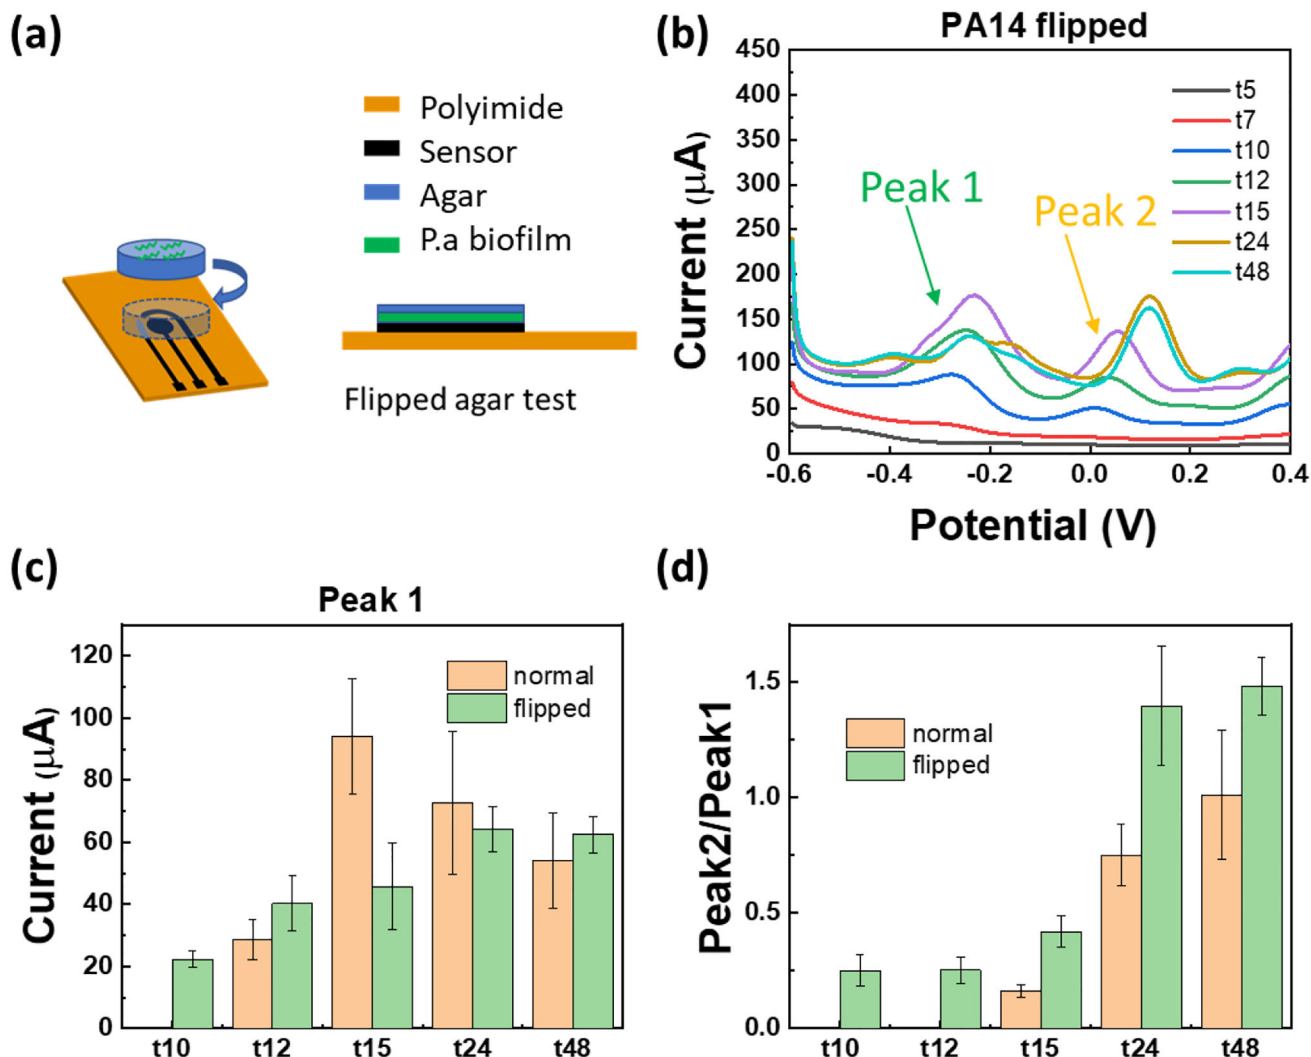 (a)
Polyimide
Sensor
Agar
P.a biofilm
Flipped agar test
(b)
PA14 flipped
Current (μA)
450
400
350
300
250
200
150
100
50
0
-0.6
-0.4
-0.2
0.0
0.2
0.4
Potential (V)
Peak 1
Peak 2
t5
t7
t10
t12
t15
t24
t48
(c)
Peak 1
Current (μA)
120
100
80
60
40
20
0
t10
t12
t15
t24
t48
normal
flipped
(d)
Peak2/Peak1
1.5
1.0
0.5
0.0
t10
t12
t15
t24
t48
normal
flipped